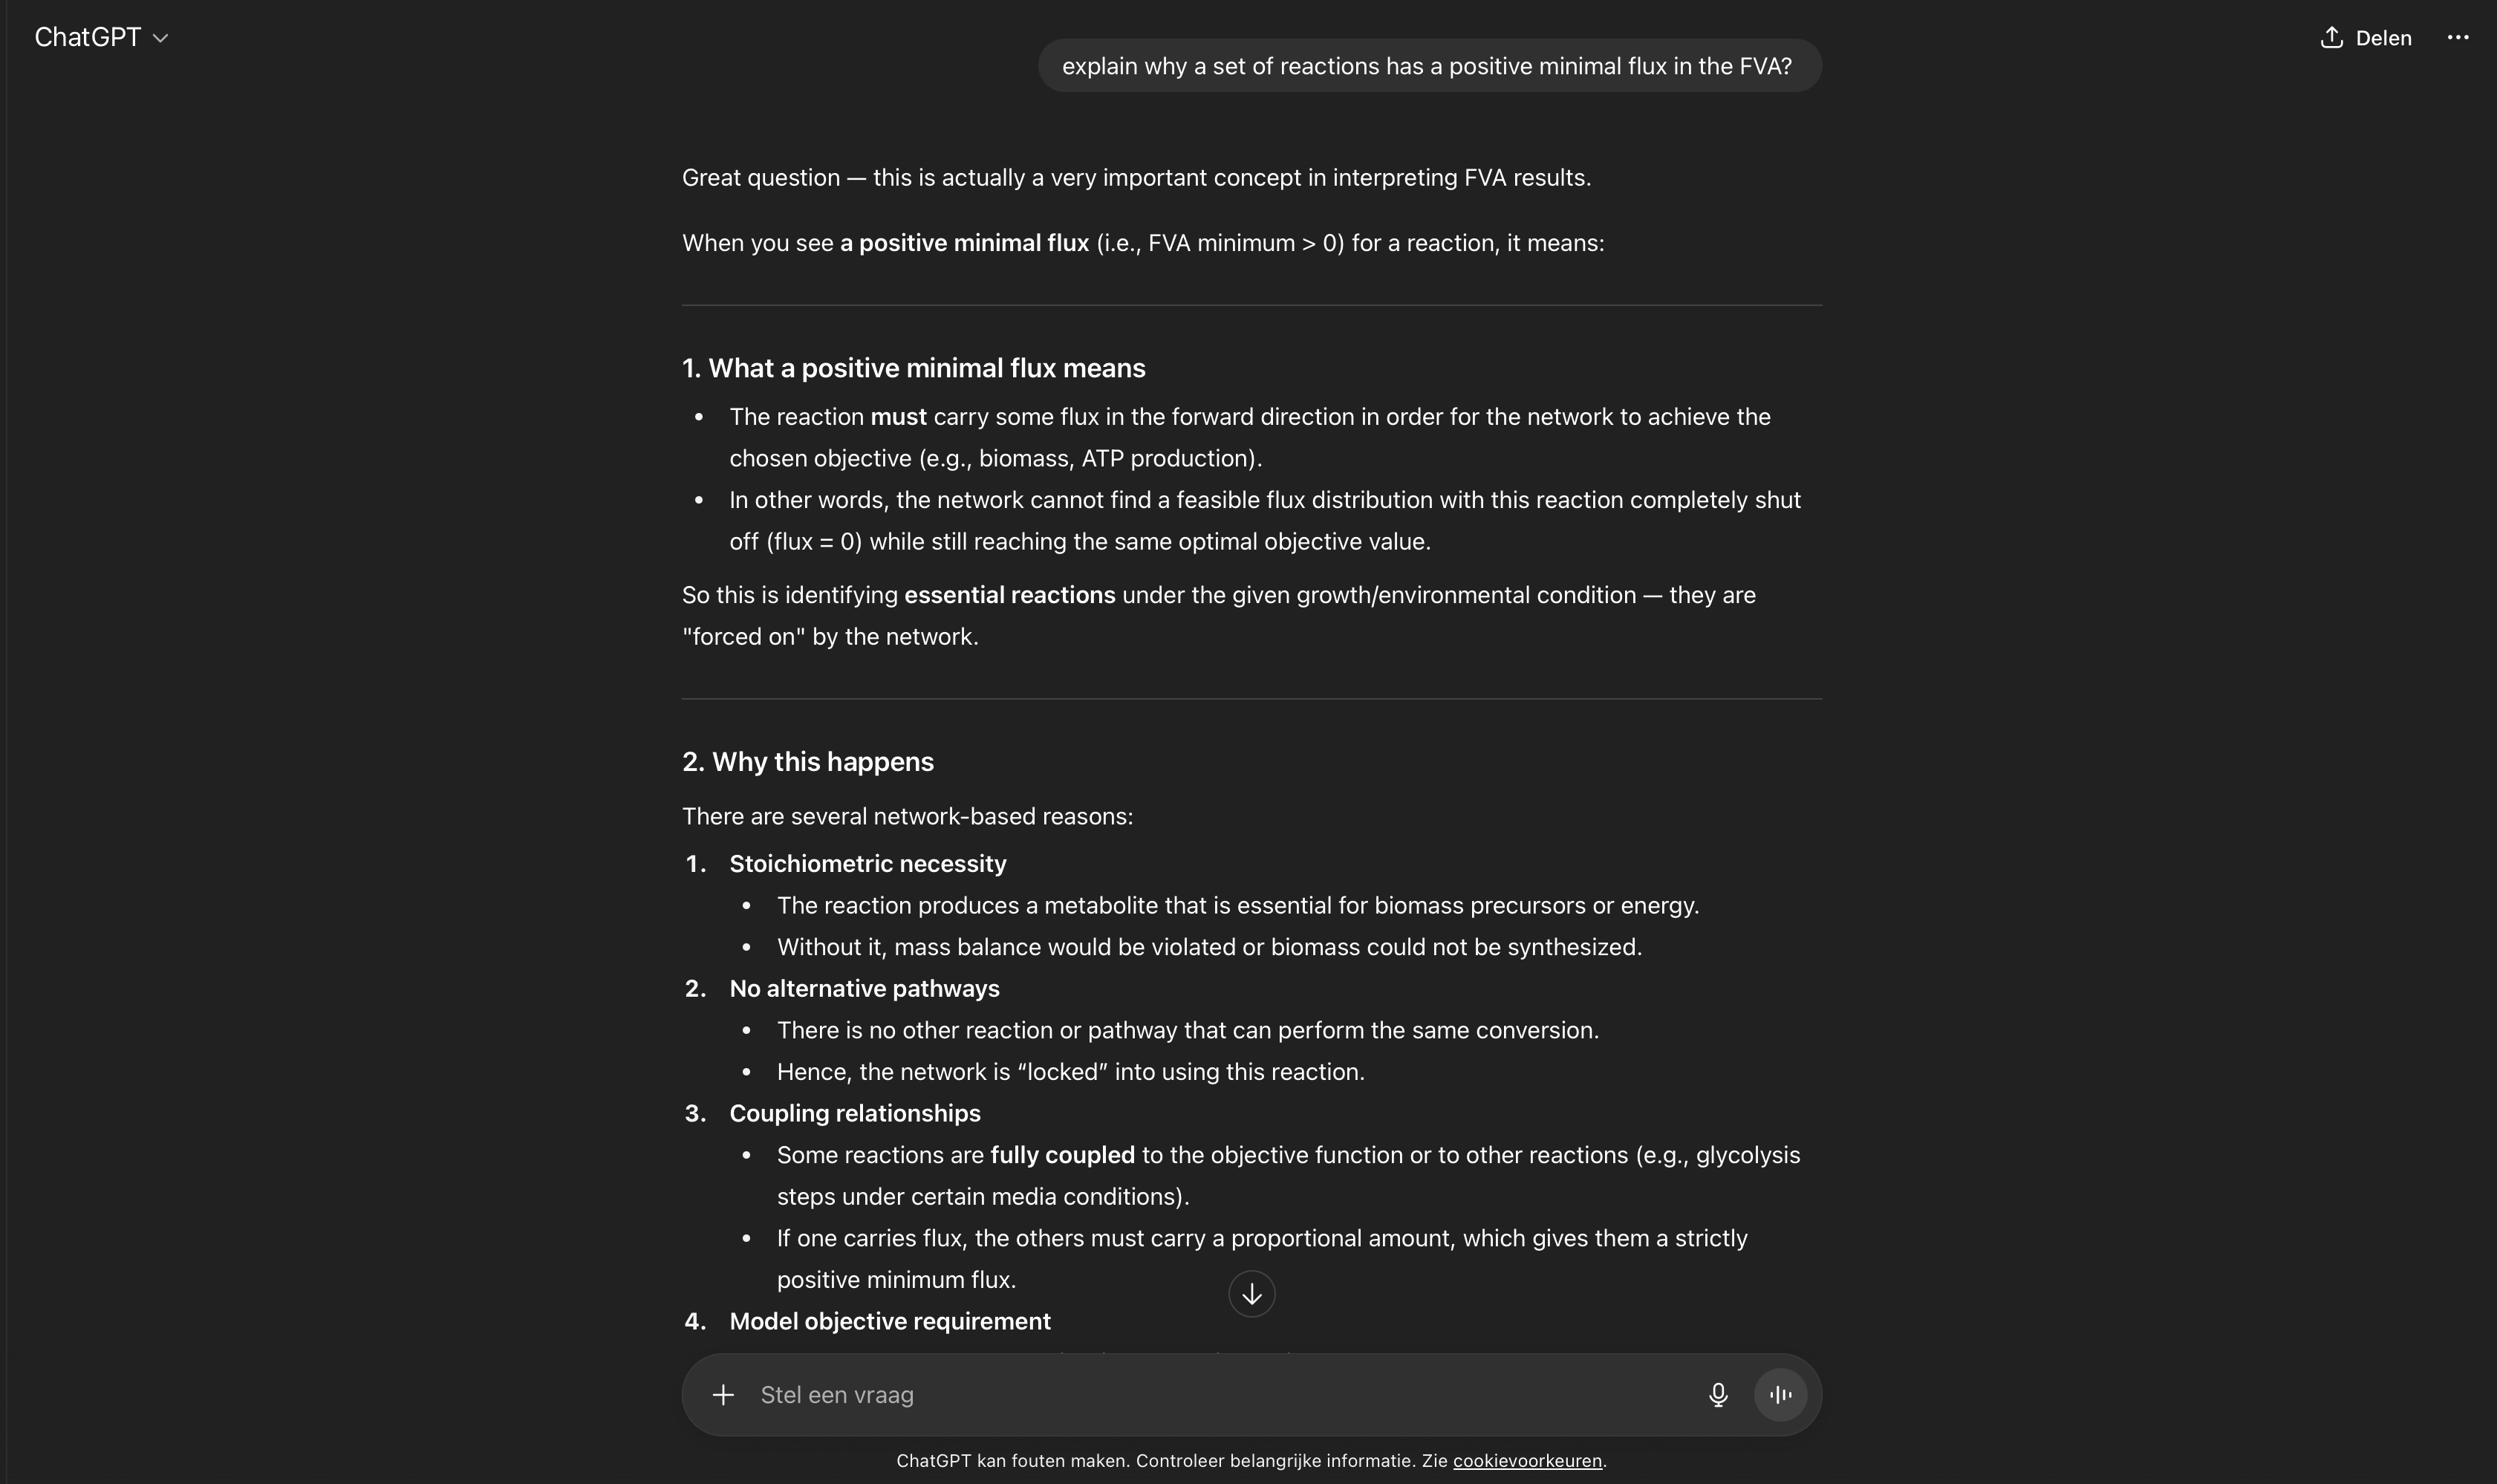 ChatGPT
Delen
explain why a set of reactions has a positive minimal flux in the FVA?
Great question — this is actually a very important concept in interpreting FVA results.
When you see a positive minimal flux (i.e., FVA minimum > 0) for a reaction, it means:
1. What a positive minimal flux means
• The reaction must carry some flux in the forward direction in order for the network to achieve the
chosen objective (e.g., biomass, ATP production).
• In other words, the network cannot find a feasible flux distribution with this reaction completely shut
off (flux = 0) while still reaching the same optimal objective value.
So this is identifying essential reactions under the given growth/environmental condition — they are
"forced on" by the network.
2. Why this happens
There are several network-based reasons:
1. Stoichiometric necessity
• The reaction produces a metabolite that is essential for biomass precursors or energy.
• Without it, mass balance would be violated or biomass could not be synthesized.
2. No alternative pathways
• There is no other reaction or pathway that can perform the same conversion.
• Hence, the network is “locked” into using this reaction.
3. Coupling relationships
• Some reactions are fully coupled to the objective function or to other reactions (e.g., glycolysis
steps under certain media conditions).
• If one carries flux, the others must carry a proportional amount, which gives them a strictly
positive minimum flux.
4. Model objective requirement
Stel een vraag
ChatGPT kan fouten maken. Controleer belangrijke informatie. Zie cookievoorkeuren.